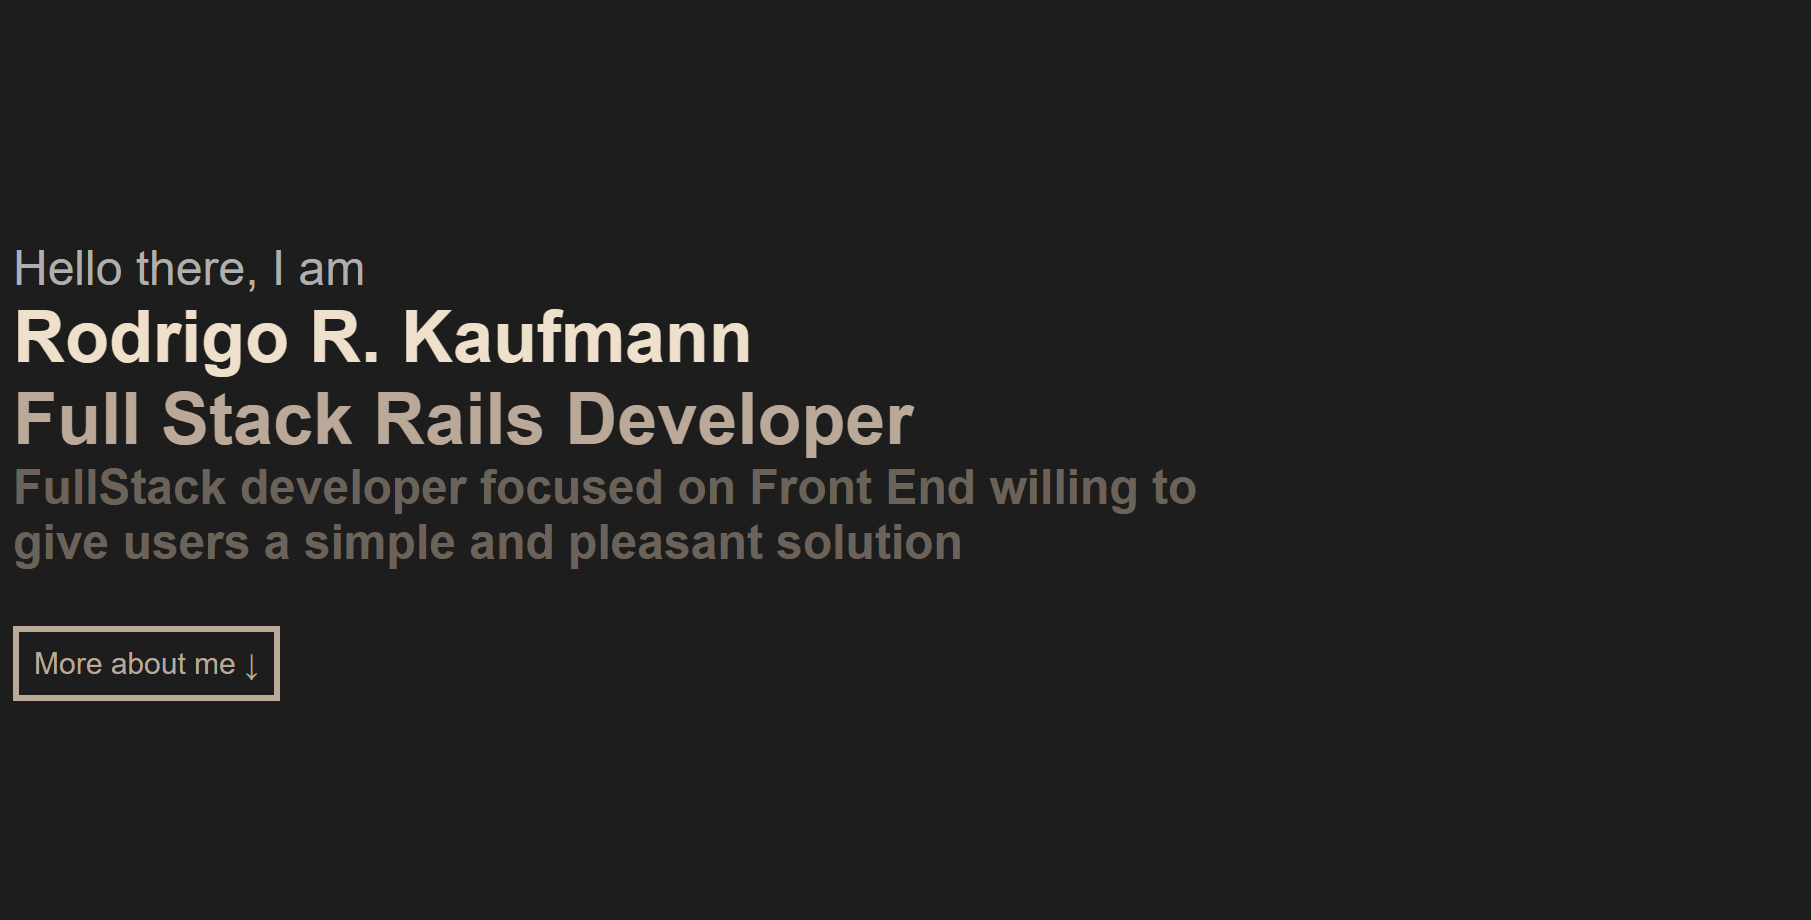 Hello there, I am
Rodrigo R. Kaufmann
Full Stack Rails Developer
FullStack developer focused on Front End willing to
give users a simple and pleasant solution
More about me ↓